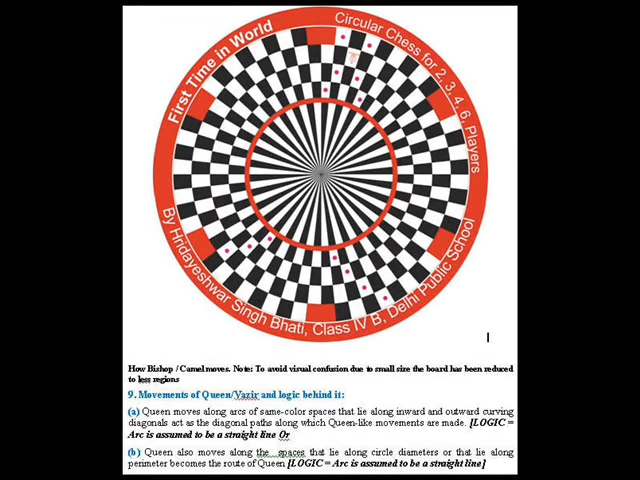 First Time in World
Circular Chess for 2, 3, 4, 6, Players
By Hridayeshwar Singh Bhati, Class IV B, Delhi Public School
How Bishop / Camel moves. Note: To avoid visual confusion due to small size the board has been reduced
to less regions
9. Movements of Queen/Vazir and logic behind it:
(a) Queen moves along arcs of same-color spaces that lie along inward and outward curving
diagonals act as the diagonal paths along which Queen-like movements are made. [LOGIC =
Arc is assumed to be a straight line Or
(b) Queen also moves along the spaces that lie along circle diameters or that lie along
perimeter becomes the route of Queen [LOGIC = Arc is assumed to be a straight line]